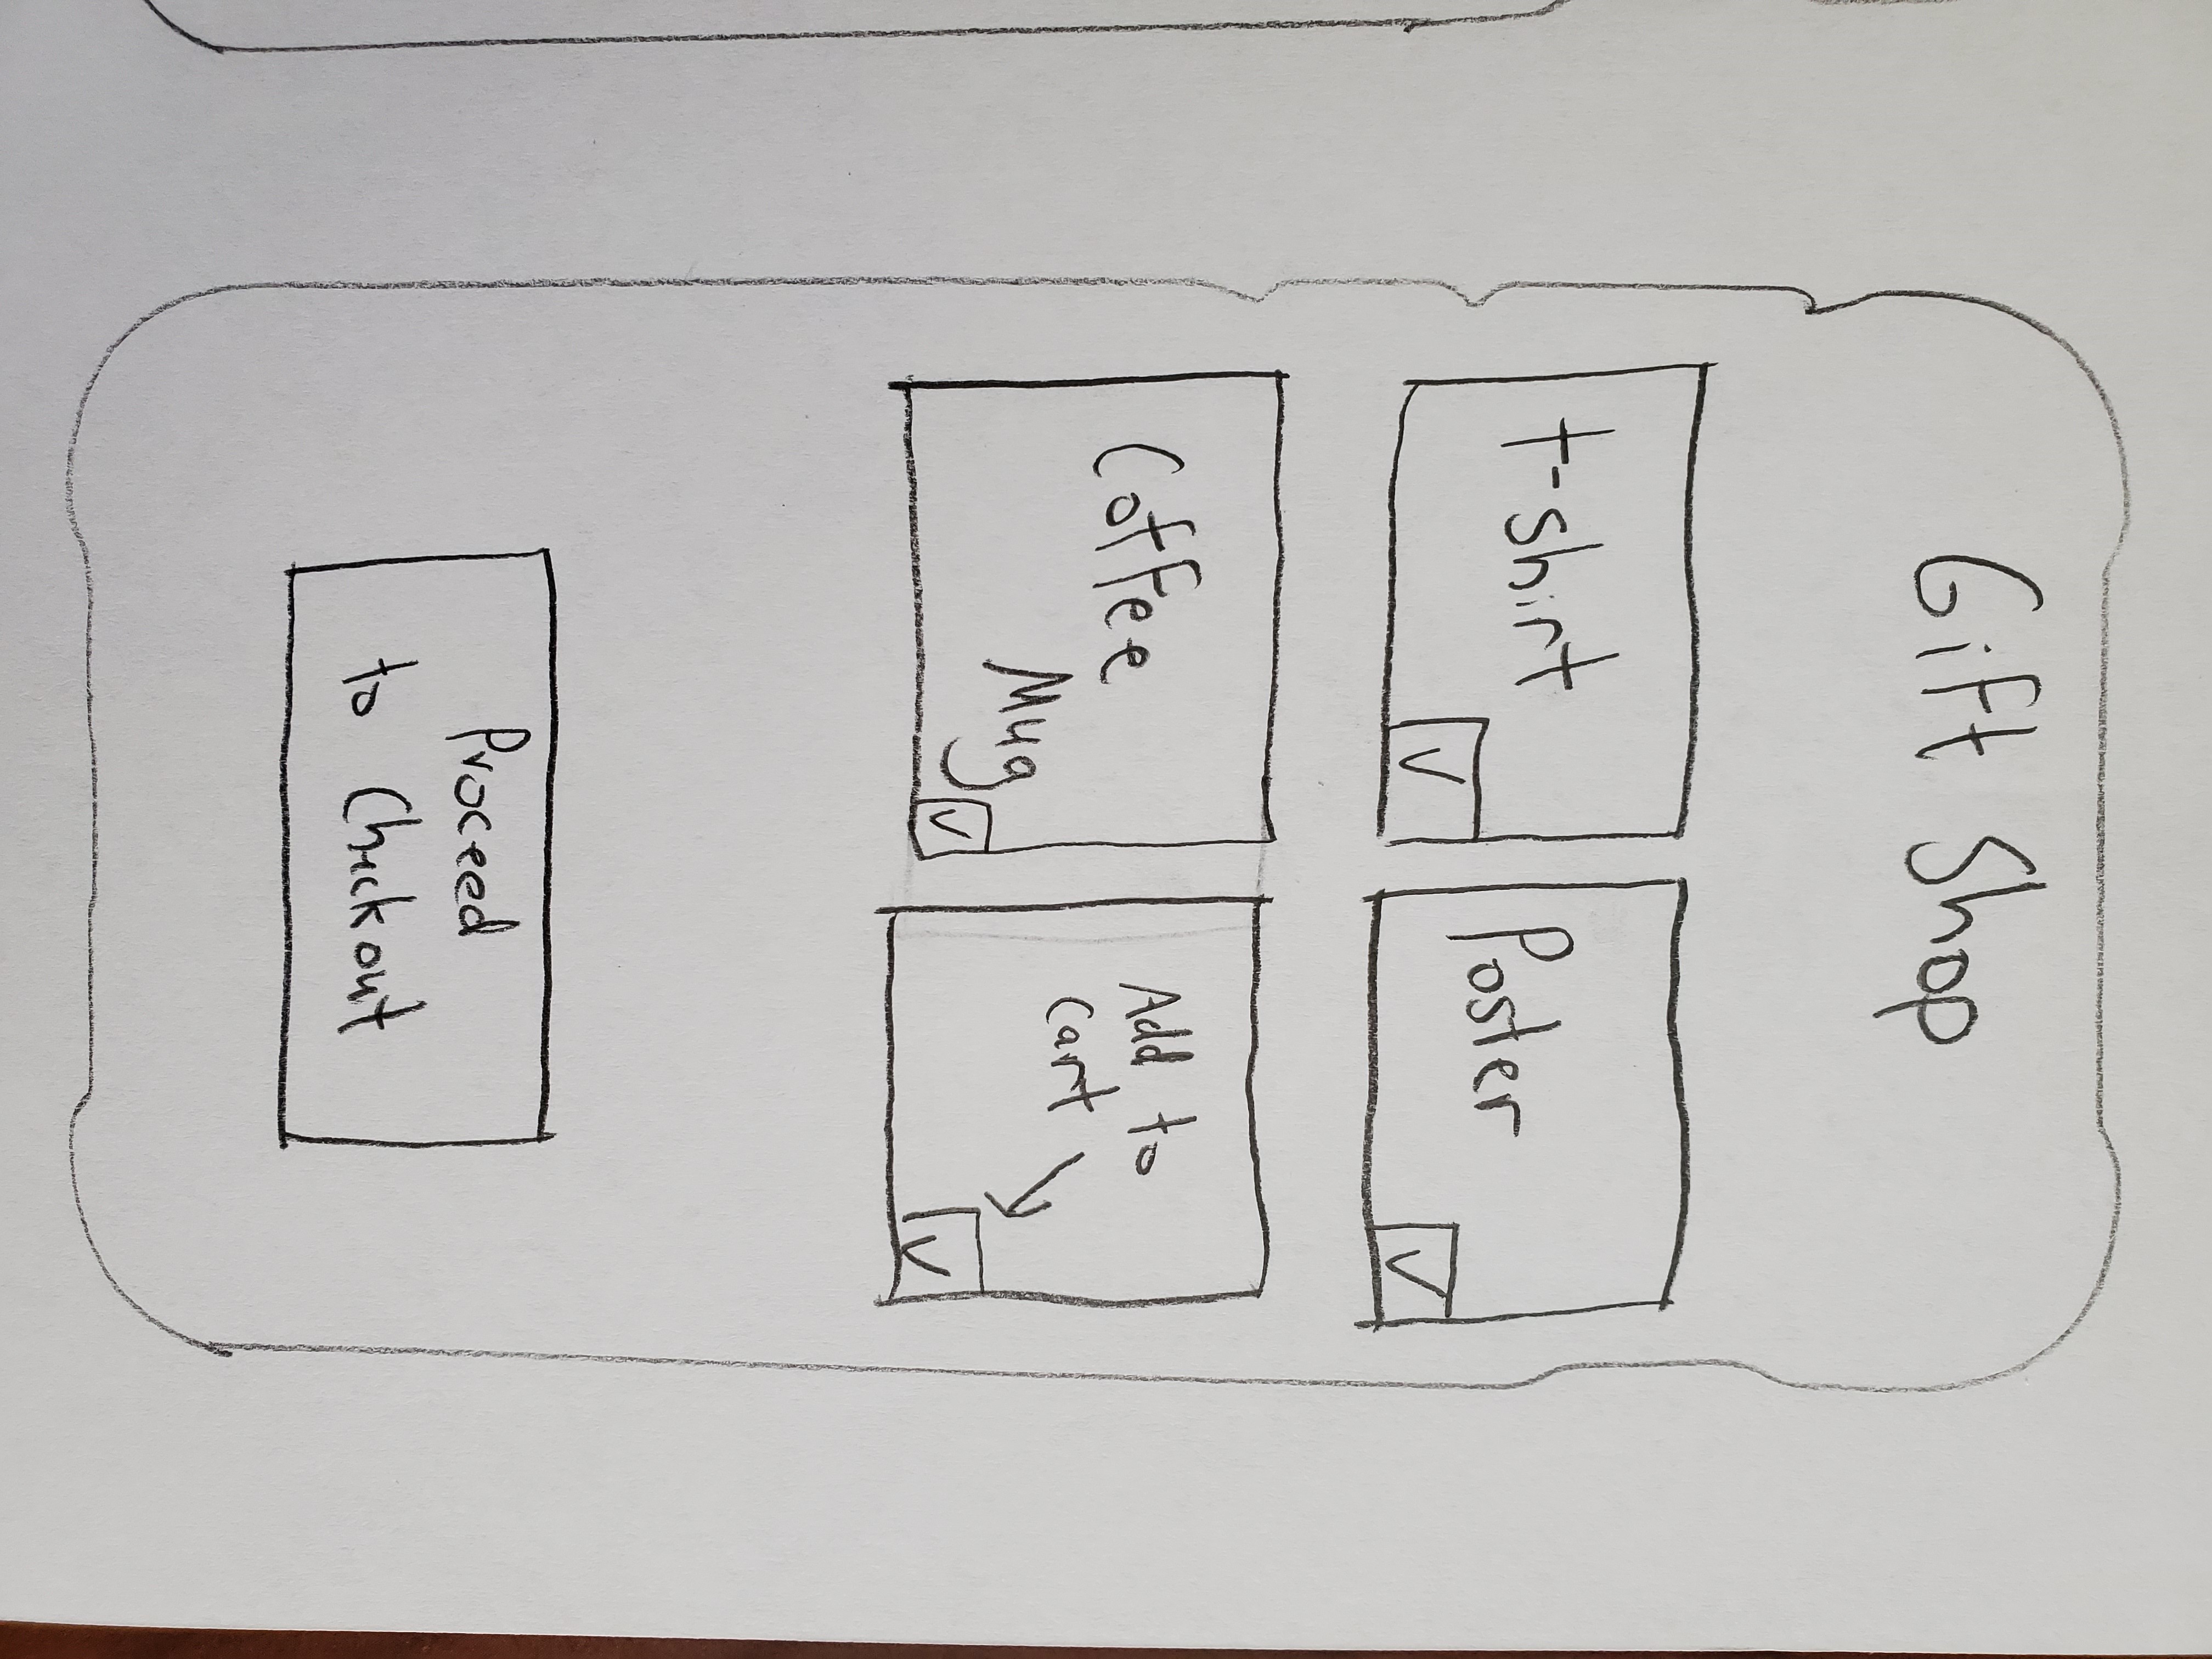 Gift Shop
T-Shirt
V
Poster
V
Coffee
Mug
V
Add to
Cart
V
Proceed
to Checkout